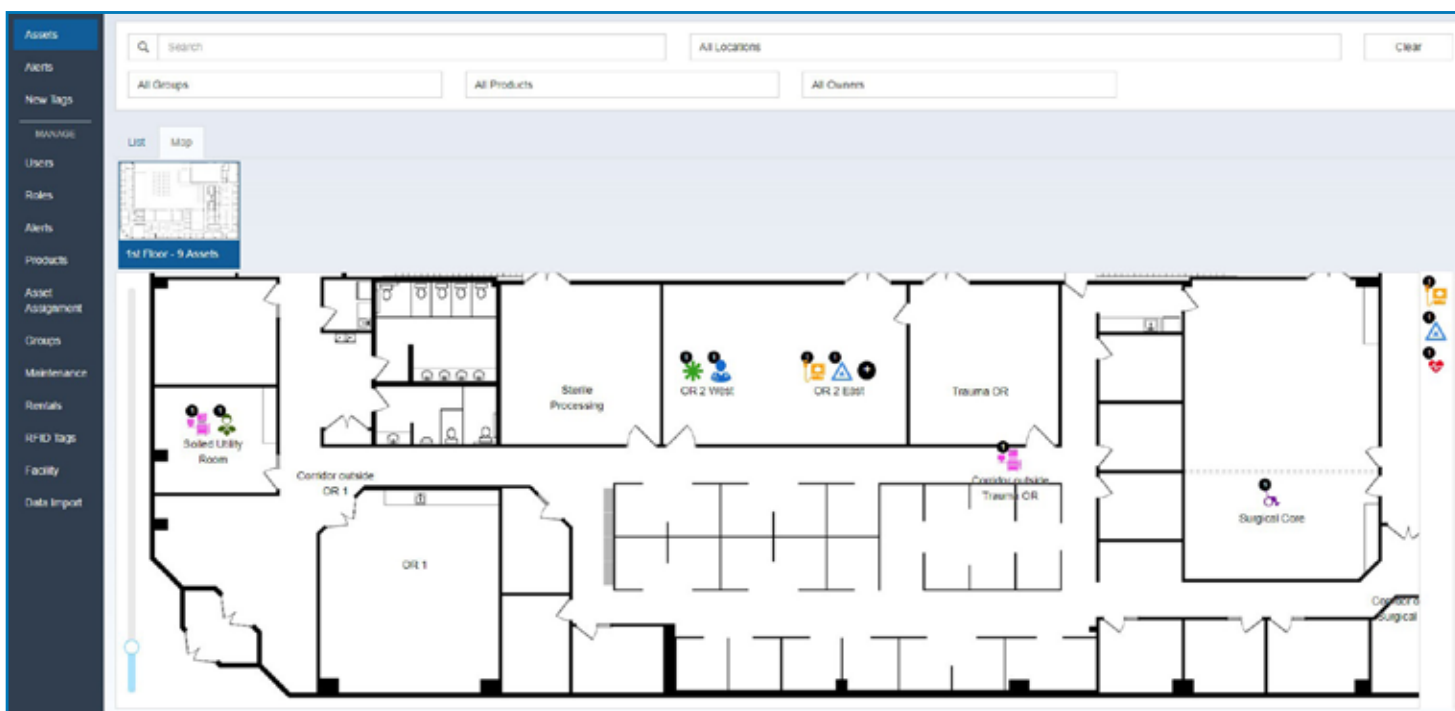 Assets
Alerts
New Tags
MANAGE
Users
Roles
Alerts
Products
Asset
Assignment
Groups
Maintenance
Rentals
RFID Tags
Facility
Data Import
Search
All Locations
Clear
All Groups
All Products
All Owners
List
Map
1st Floor - 9 Assets
Sterile
Processing
OR 2 West
OR 2 East
Trauma OR
Soiled Utility
Room
Corridor outside
OR 1
Corridor outside
Trauma OR
Surgical Core
OR 1
Surgical